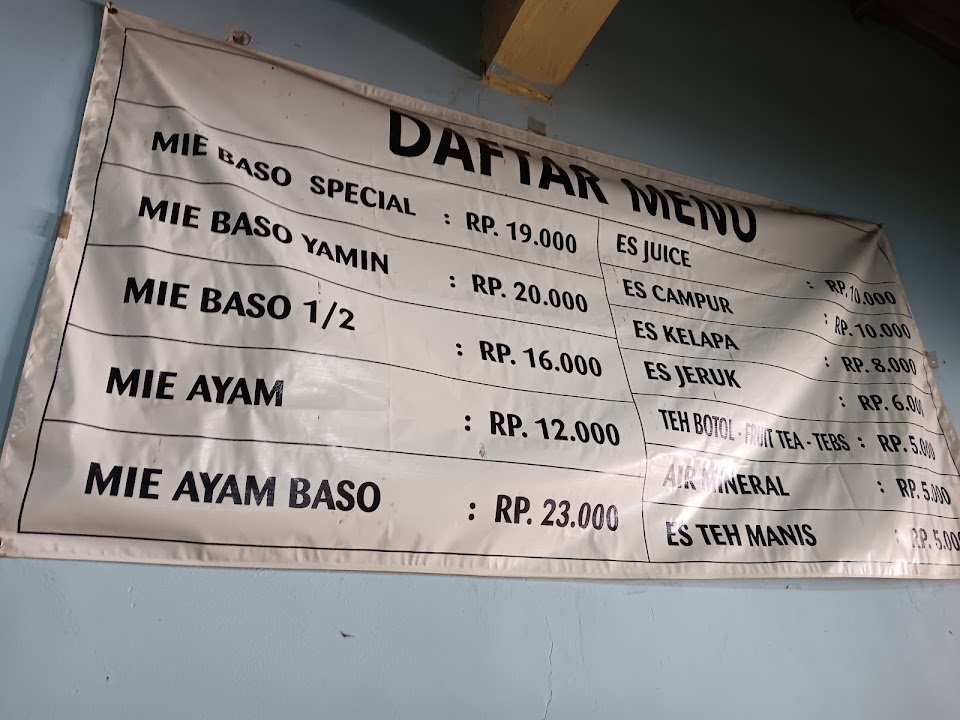 DAFTAR MENU
MIE BASO SPECIAL : RP. 19.000
MIE BASO YAMIN : RP. 20.000
MIE BASO 1/2 : RP. 16.000
MIE AYAM : RP. 12.000
MIE AYAM BASO : RP. 23.000
ES JUICE : RP. 10.000
ES CAMPUR : RP. 10.000
ES KELAPA : RP. 8.000
ES JERUK : RP. 6.000
TEH BOTOL - FRUIT TEA - TEBS : RP. 5.000
AIR MINERAL : RP. 5.000
ES TEH MANIS : RP. 5.000